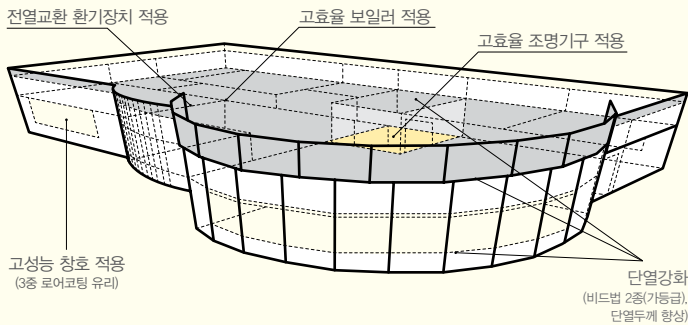 전열교환 환기장치 적용
고효율 보일러 적용
고효율 조명기구 적용
고성능 창호 적용
(3중 로어코팅 유리)
단열강화
(비드법 2종(가등급),
단열두께 향상)